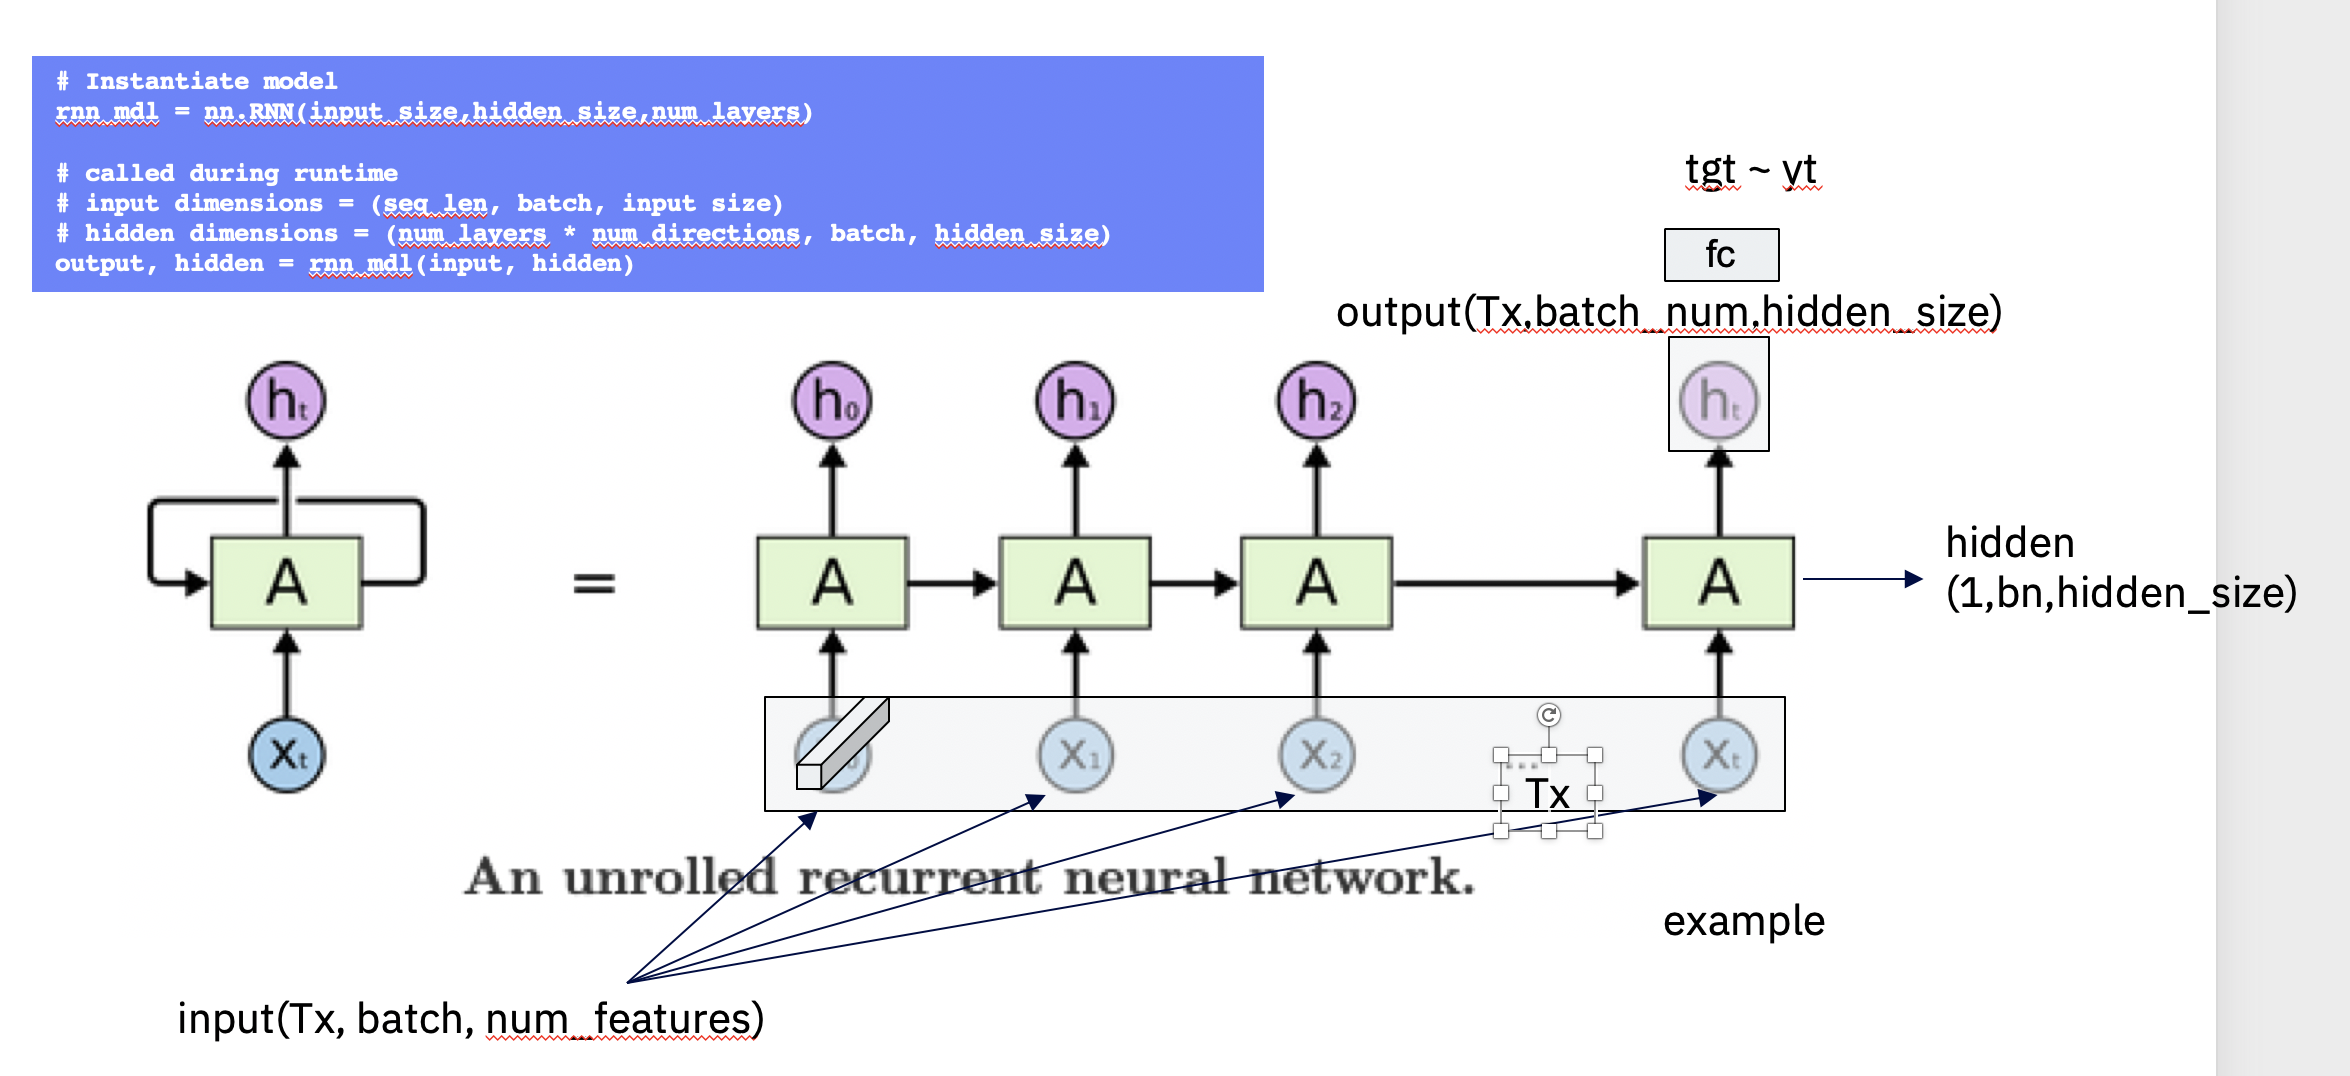 # Instantiate model
rnn_mdl = nn.RNN(input_size,hidden_size,num_layers)
# called during runtime
# input dimensions = (seq_len, batch, input size)
# hidden dimensions = (num_layers * num_directions, batch, hidden_size)
output, hidden = rnn_mdl(input, hidden)
tgt ~ yt
fc
output(Tx,batch_num,hidden_size)
ht
h0
h1
h2
ht
A
=
A
A
A
A
hidden
(1,bn,hidden_size)
xt
x1
x2
...
Tx
xt
An unrolled recurrent neural network.
example
input(Tx, batch, num_features)